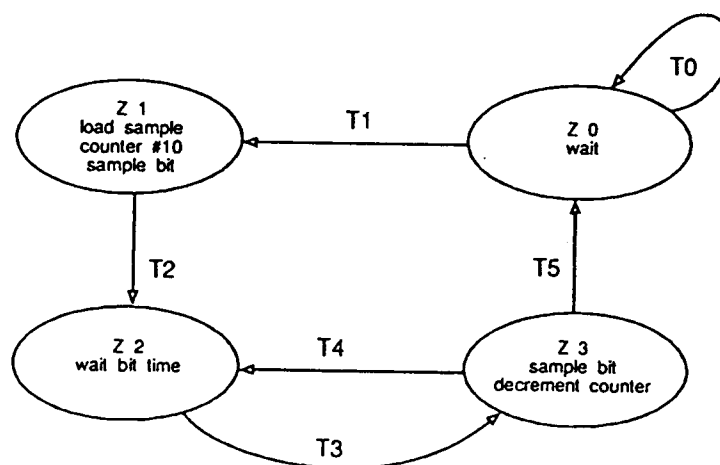 T0
Z 1
load sample
counter #10
sample bit
T1
Z 0
wait
T2
T5
Z 2
wait bit time
T4
Z 3
sample bit
decrement counter
T3